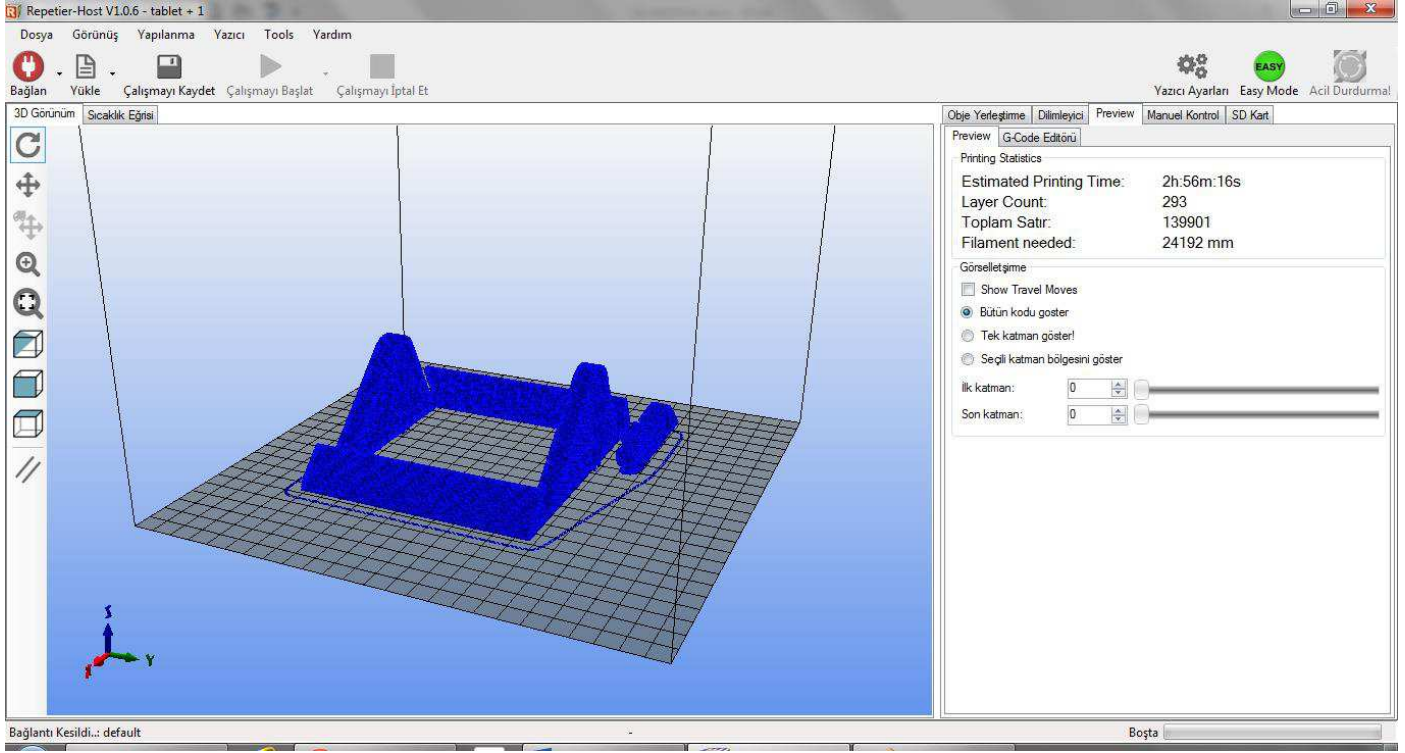 Repetier-Host V1.0.6 - tablet + 1
Dosya Görünüş Yapılanma Yazıcı Tools Yardım
Bağlan Yükle Çalışmayı Kaydet Çalışmayı Başlat Çalışmayı İptal Et
EASY
Yazıcı Ayarları Easy Mode Acil Durdurma!
3D Görünüm Sıcaklık Eğrisi
Obje Yerleştirme Dilimleyici Preview Manuel Kontrol SD Kart
Preview G-Code Editörü
Printing Statistics
Estimated Printing Time: 2h:56m:16s
Layer Count: 293
Toplam Satır: 139901
Filament needed: 24192 mm
Görselletşirme
Show Travel Moves
Bütün kodu goster
Tek katman göster!
Seçili katman bölgesini göster
İlk katman: 0
Son katman: 0
Y
Bağlantı Kesildi..: default - Boşta